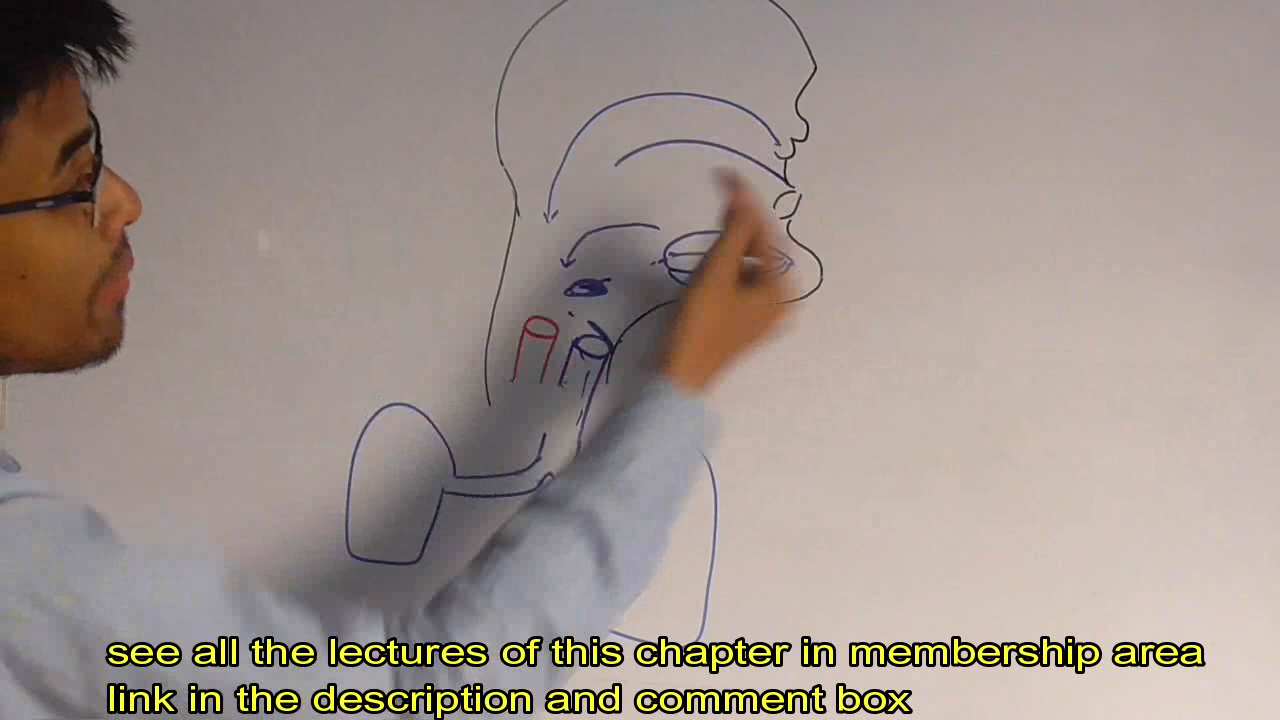 see all the lectures of this chapter in membership area
link in the description and comment box